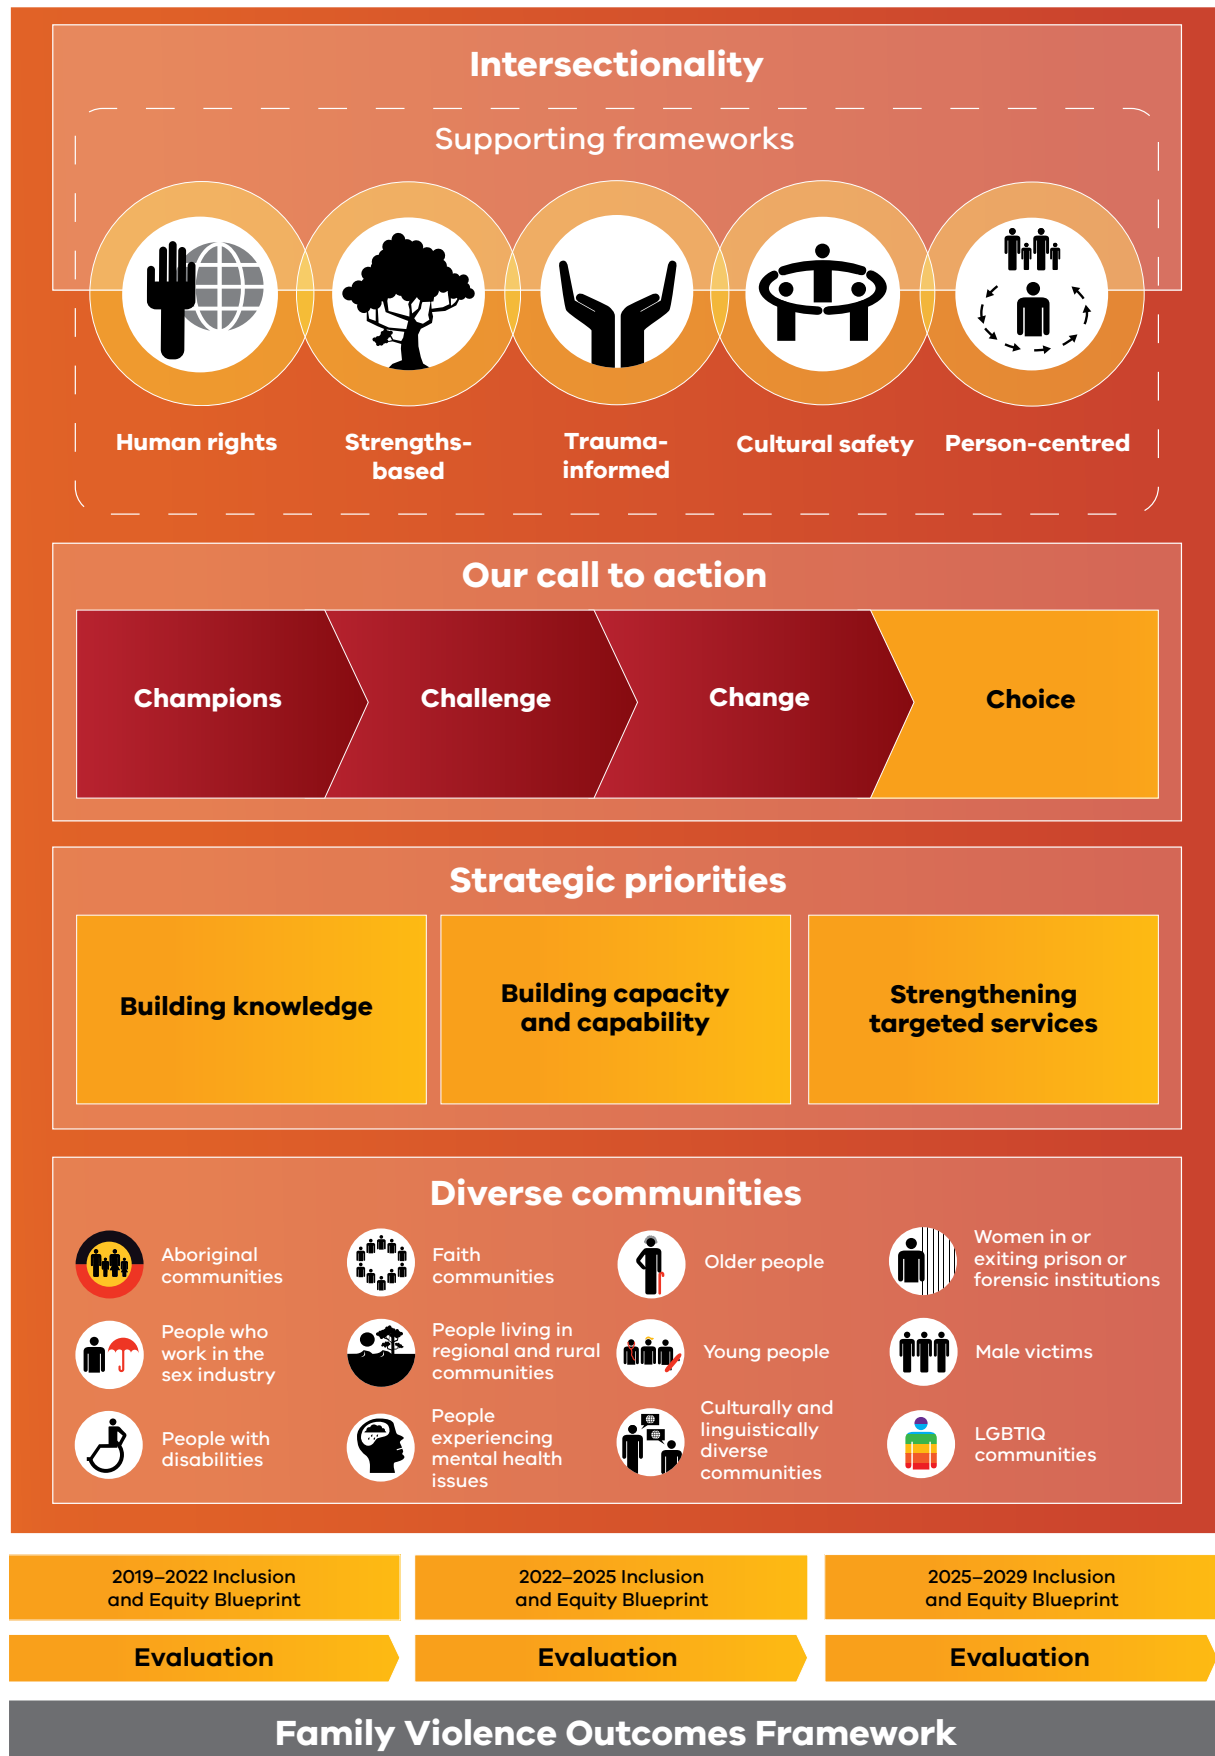 Intersectionality
Supporting frameworks
Human rights
Strengths-
based
Trauma-
informed
Cultural safety
Person-centred
Our call to action
Champions
Challenge
Change
Choice
Strategic priorities
Building knowledge
Building capacity
and capability
Strengthening
targeted services
Diverse communities
Aboriginal
communities
Faith
communities
Older people
Women in or
exiting prison or
forensic institutions
People who
work in the
sex industry
People living in
regional and rural
communities
Young people
Male victims
People with
disabilities
People
experiencing
mental health
issues
Culturally and
linguistically
diverse
communities
LGBTIQ
communities
2019–2022 Inclusion
and Equity Blueprint
2022–2025 Inclusion
and Equity Blueprint
2025–2029 Inclusion
and Equity Blueprint
Evaluation
Evaluation
Evaluation
Family Violence Outcomes Framework